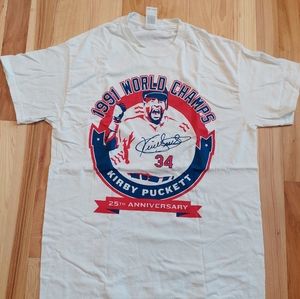 1991 WORLD CHAMPS
34
KIRBY PUCKETT
25TH ANNIVERSARY